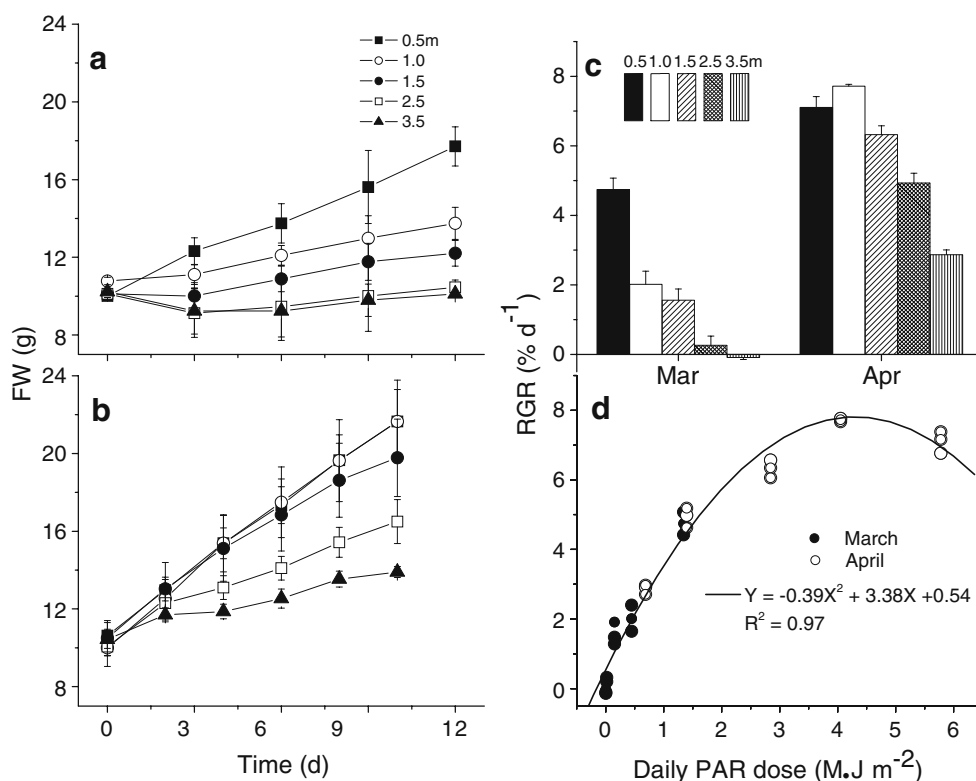 a
0.5m
1.0
1.5
2.5
3.5
24
20
16
12
8
FW (g)
b
24
20
16
12
8
0
3
6
9
12
Time (d)
c
0.5 1.0 1.5 2.5 3.5m
8
6
4
2
0
Mar
Apr
RGR (% d-1)
d
8
6
4
2
0
March
April
Y = -0.39X2 + 3.38X +0.54
R2 = 0.97
0 1 2 3 4 5 6
Daily PAR dose (M.J m-2)